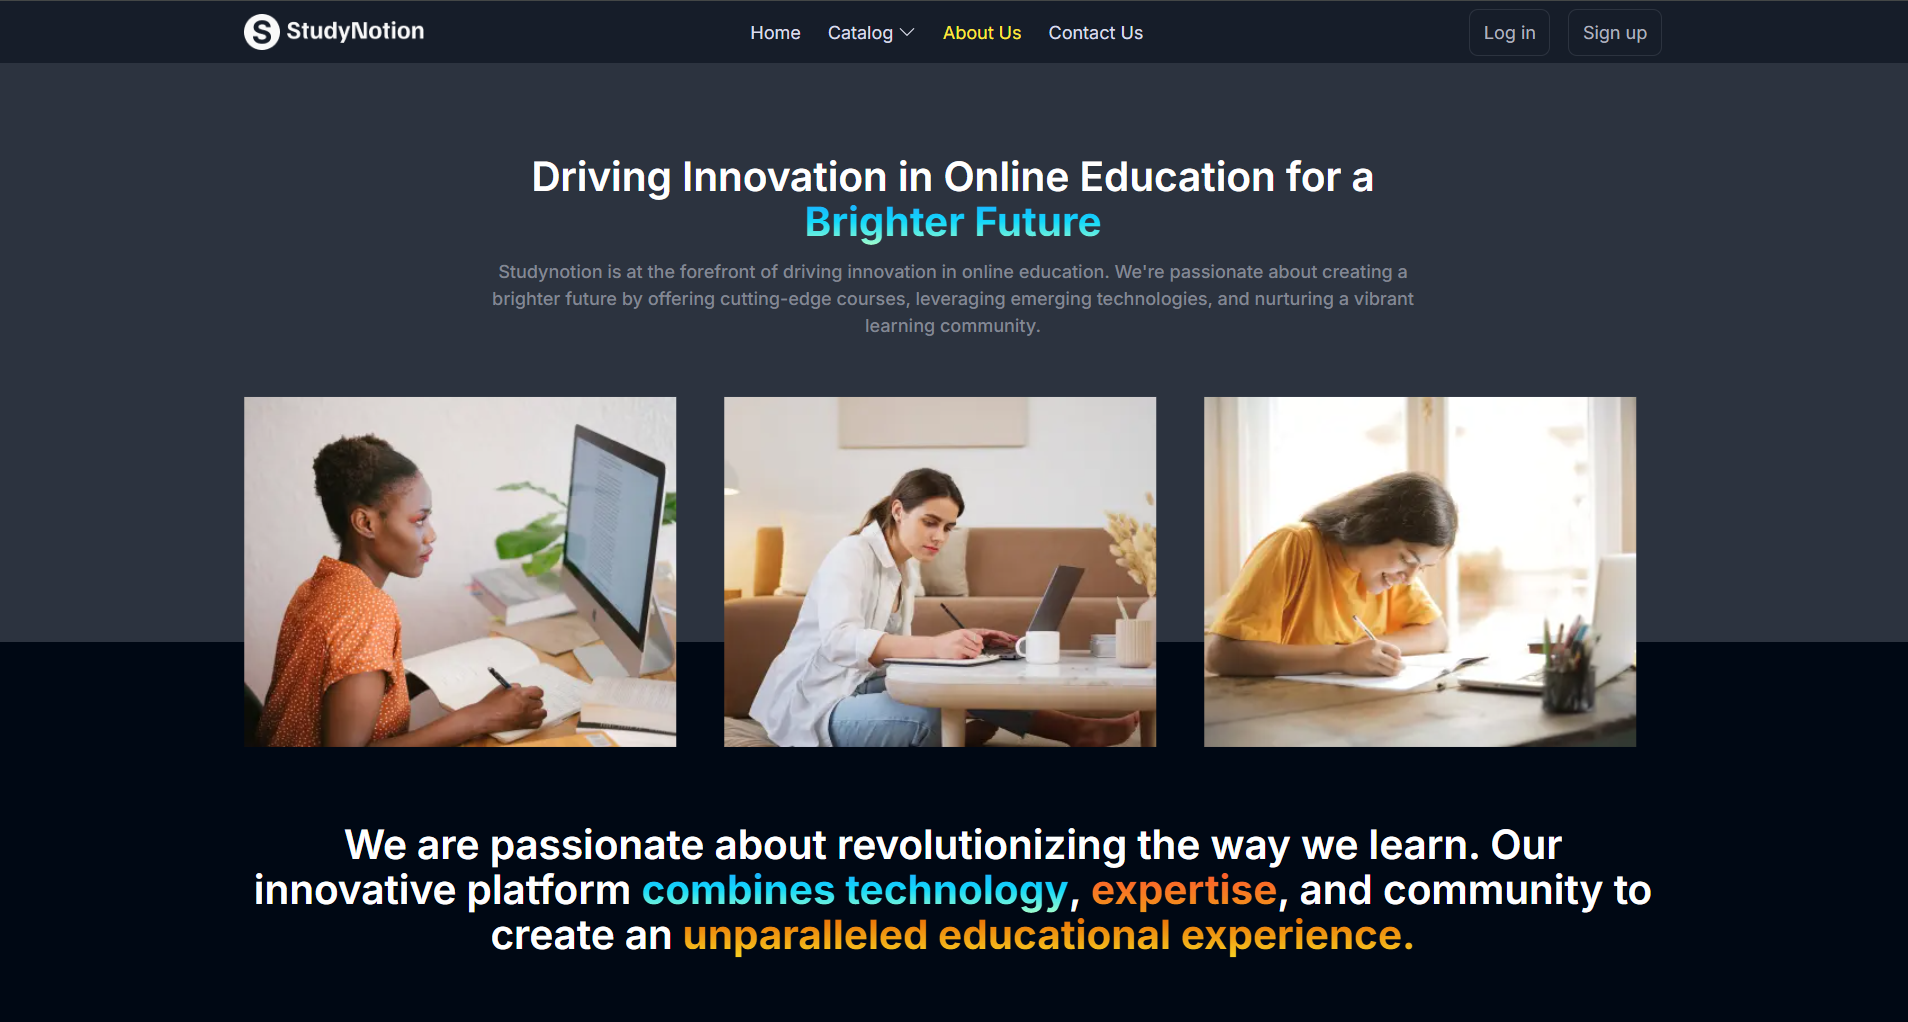 StudyNotion
Home Catalog About Us Contact Us
Log in Sign up
Driving Innovation in Online Education for a
Brighter Future
Studynotion is at the forefront of driving innovation in online education. We're passionate about creating a
brighter future by offering cutting-edge courses, leveraging emerging technologies, and nurturing a vibrant
learning community.
We are passionate about revolutionizing the way we learn. Our
innovative platform combines technology, expertise, and community to
create an unparalleled educational experience.